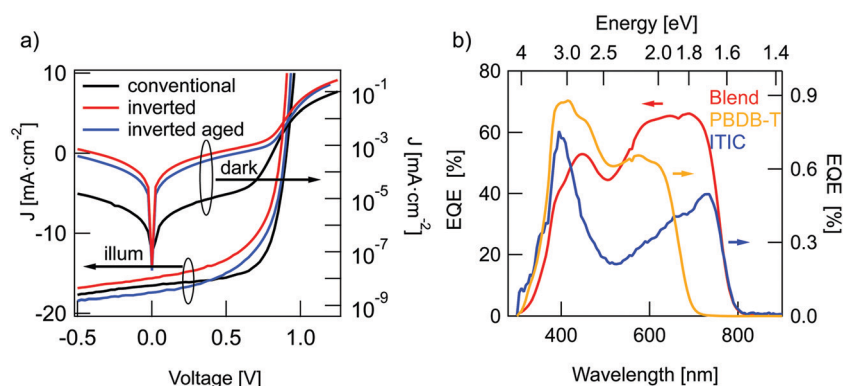 a)
10
0
-10
-20
J [mA·cm⁻²]
conventional
inverted
inverted aged
dark
illum
10⁻¹
10⁻³
10⁻⁵
10⁻⁷
10⁻⁹
J [mA·cm⁻²]
-0.5 0.0 0.5 1.0
Voltage [V]
b)
Energy [eV]
4 3.0 2.5 2.0 1.8 1.6 1.4
80
60
40
20
0
EQE [%]
Blend
PBDB-T
ITIC
0.9
0.6
0.3
0.0
EQE [%]
400 600 800
Wavelength [nm]